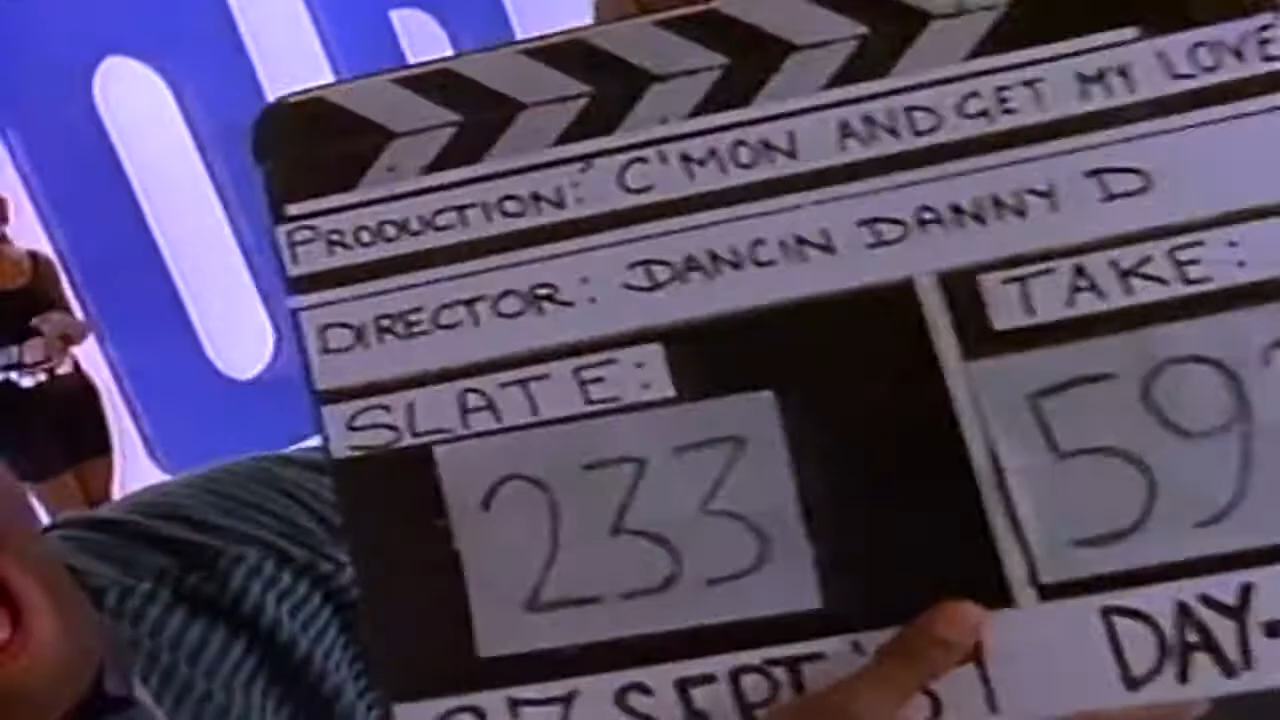 PRODUCTION: C'MON AND GET MY LOVE
DIRECTOR: DANCIN DANNY D
TAKE:
SLATE:
59
233
SEPT
DAY-